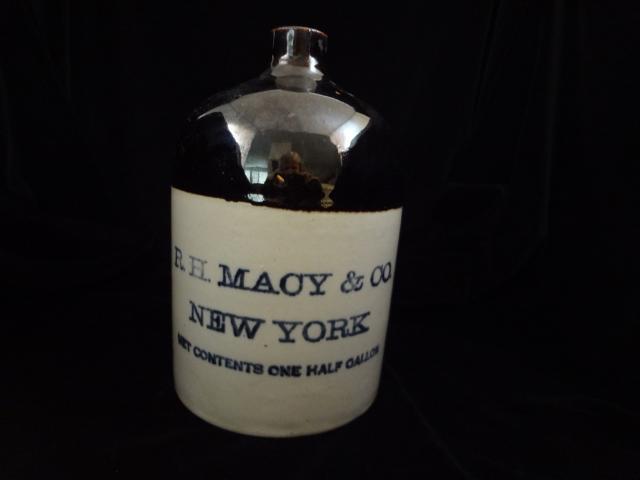 R. H. MACY & CO.
NEW YORK
NET CONTENTS ONE HALF GALLON